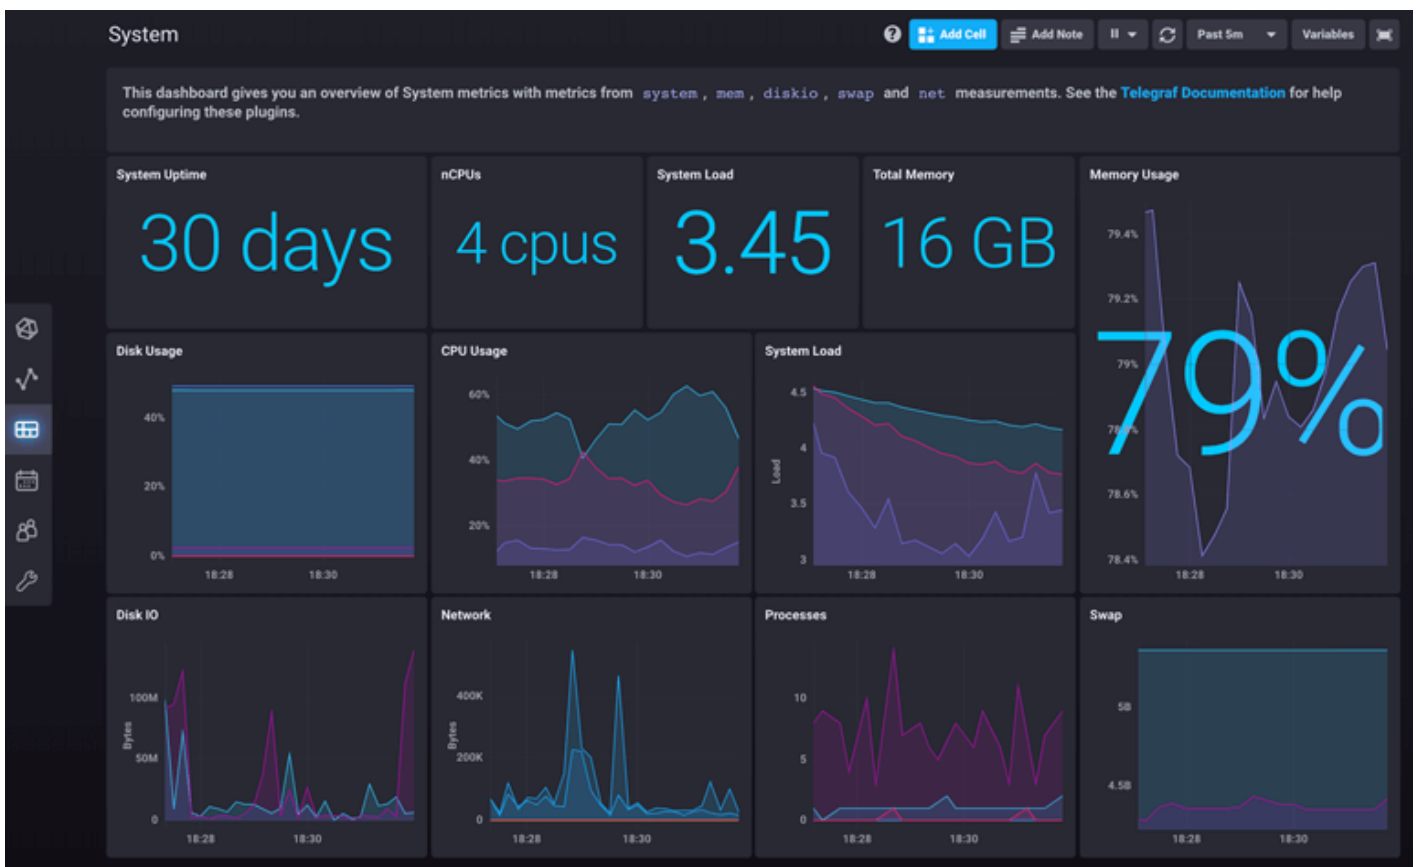 System
? Add Cell Add Note Past 5m Variables
This dashboard gives you an overview of System metrics with metrics from system, mem, diskio, swap and net measurements. See the Telegraf Documentation for help
configuring these plugins.
System Uptime
30 days
nCPUs
4 cpus
System Load
3.45
Total Memory
16 GB
Memory Usage
79.4%
79.2%
79%
78.6%
78.4%
18:28 18:30
79%
Disk Usage
40%
20%
0%
18:28 18:30
CPU Usage
60%
40%
20%
18:28 18:30
System Load
Load
4.5
4
3.5
3
18:28 18:30
Disk IO
Bytes
100M
50M
0
18:28 18:30
Network
Bytes
400K
200K
0
18:28 18:30
Processes
10
5
0
18:28 18:30
Swap
5B
4.5B
18:28 18:30